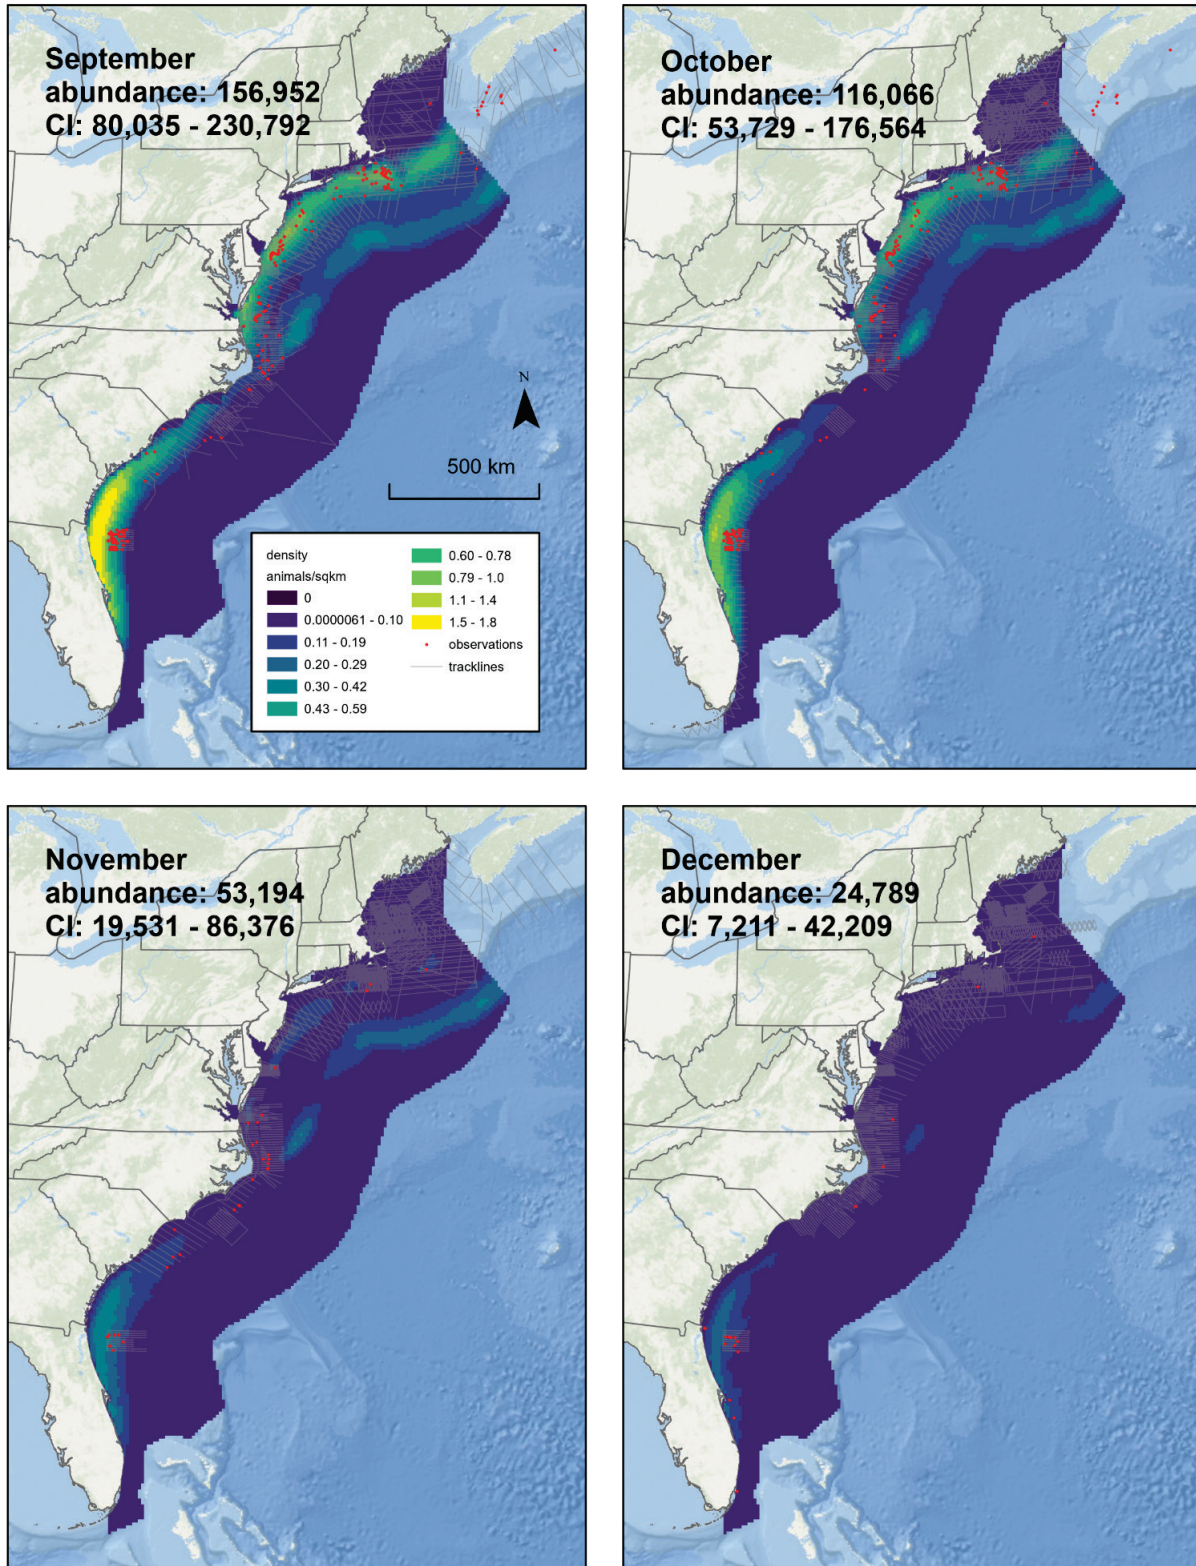 September
abundance: 156,952
CI: 80,035 - 230,792
N
500 km
density
animals/sqkm
0
0.0000061 - 0.10
0.11 - 0.19
0.20 - 0.29
0.30 - 0.42
0.43 - 0.59
0.60 - 0.78
0.79 - 1.0
1.1 - 1.4
1.5 - 1.8
observations
tracklines
October
abundance: 116,066
CI: 53,729 - 176,564
November
abundance: 53,194
CI: 19,531 - 86,376
December
abundance: 24,789
CI: 7,211 - 42,209